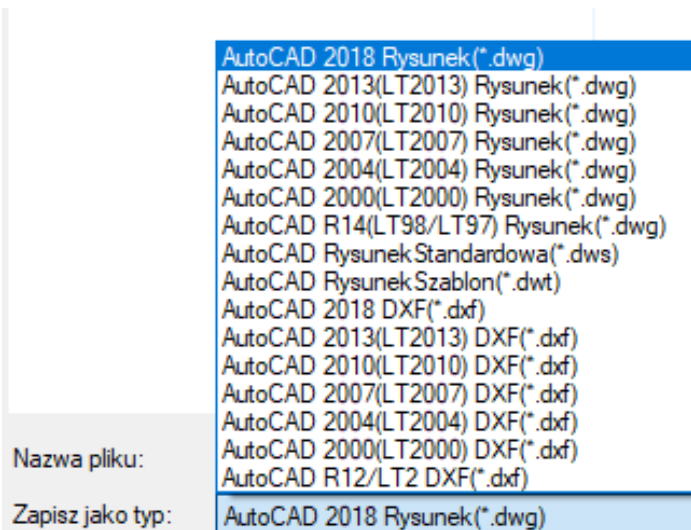 AutoCAD 2018 Rysunek(*.dwg)
AutoCAD 2013(LT2013) Rysunek(*.dwg)
AutoCAD 2010(LT2010) Rysunek(*.dwg)
AutoCAD 2007(LT2007) Rysunek(*.dwg)
AutoCAD 2004(LT2004) Rysunek(*.dwg)
AutoCAD 2000(LT2000) Rysunek(*.dwg)
AutoCAD R14(LT98/LT97) Rysunek(*.dwg)
AutoCAD RysunekStandardowa(*.dws)
AutoCAD RysunekSzablon(*.dwt)
AutoCAD 2018 DXF(*.dxf)
AutoCAD 2013(LT2013) DXF(*.dxf)
AutoCAD 2010(LT2010) DXF(*.dxf)
AutoCAD 2007(LT2007) DXF(*.dxf)
AutoCAD 2004(LT2004) DXF(*.dxf)
AutoCAD 2000(LT2000) DXF(*.dxf)
AutoCAD R12/LT2 DXF(*.dxf)
Nazwa pliku:
Zapisz jako typ: AutoCAD 2018 Rysunek(*.dwg)